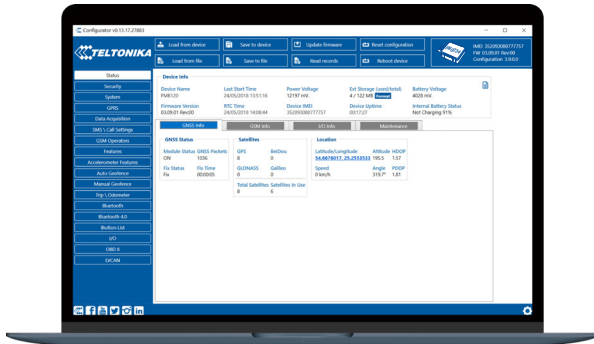 Configurator v0.13.17.27883
TELTONIKA
Load from device
Save to device
Update firmware
Reset configuration
Load from file
Save to file
Read records
Reboot device
IMEI 352093080777757
FW 03.09.01 Rev:00
Configuration 3.9.0.0
Status
Security
System
GPRS
Data Acquisition
SMS \ Call Settings
GSM Operators
Features
Accelerometer Features
Auto Geofence
Manual Geofence
Trip \ Odometer
Bluetooth
Bluetooth 4.0
iButton List
I/O
OBD II
LVCAN
Device Info
Device Name
Last Start Time
Power Voltage
Ext Storage (used/total)
Battery Voltage
FMB120
24/05/2018 13:51:16
12197 mV.
4 / 122 MB Format
4028 mV.
Firmware Version
RTC Time
Device IMEI
Device Uptime
Internal Battery Status
03.09.01 Rev:00
24/05/2018 14:08:44
352093080777757
00:17:27
Not Charging 91%
GNSS Info
GSM Info
I/O Info
Maintenance
GNSS Status
Module Status GNSS Packets
ON 1036
Fix Status Fix Time
Fix 00:00:05
Satellites
GPS BeiDou
8 0
GLONASS Galileo
0 0
Total Satellites Satellites in Use
8 6
Location
Latitude/Longitude Altitude HDOP
54.6676017, 25.2553533 195.5 1.57
Speed Angle PDOP
0 km/h 319.7° 1.81